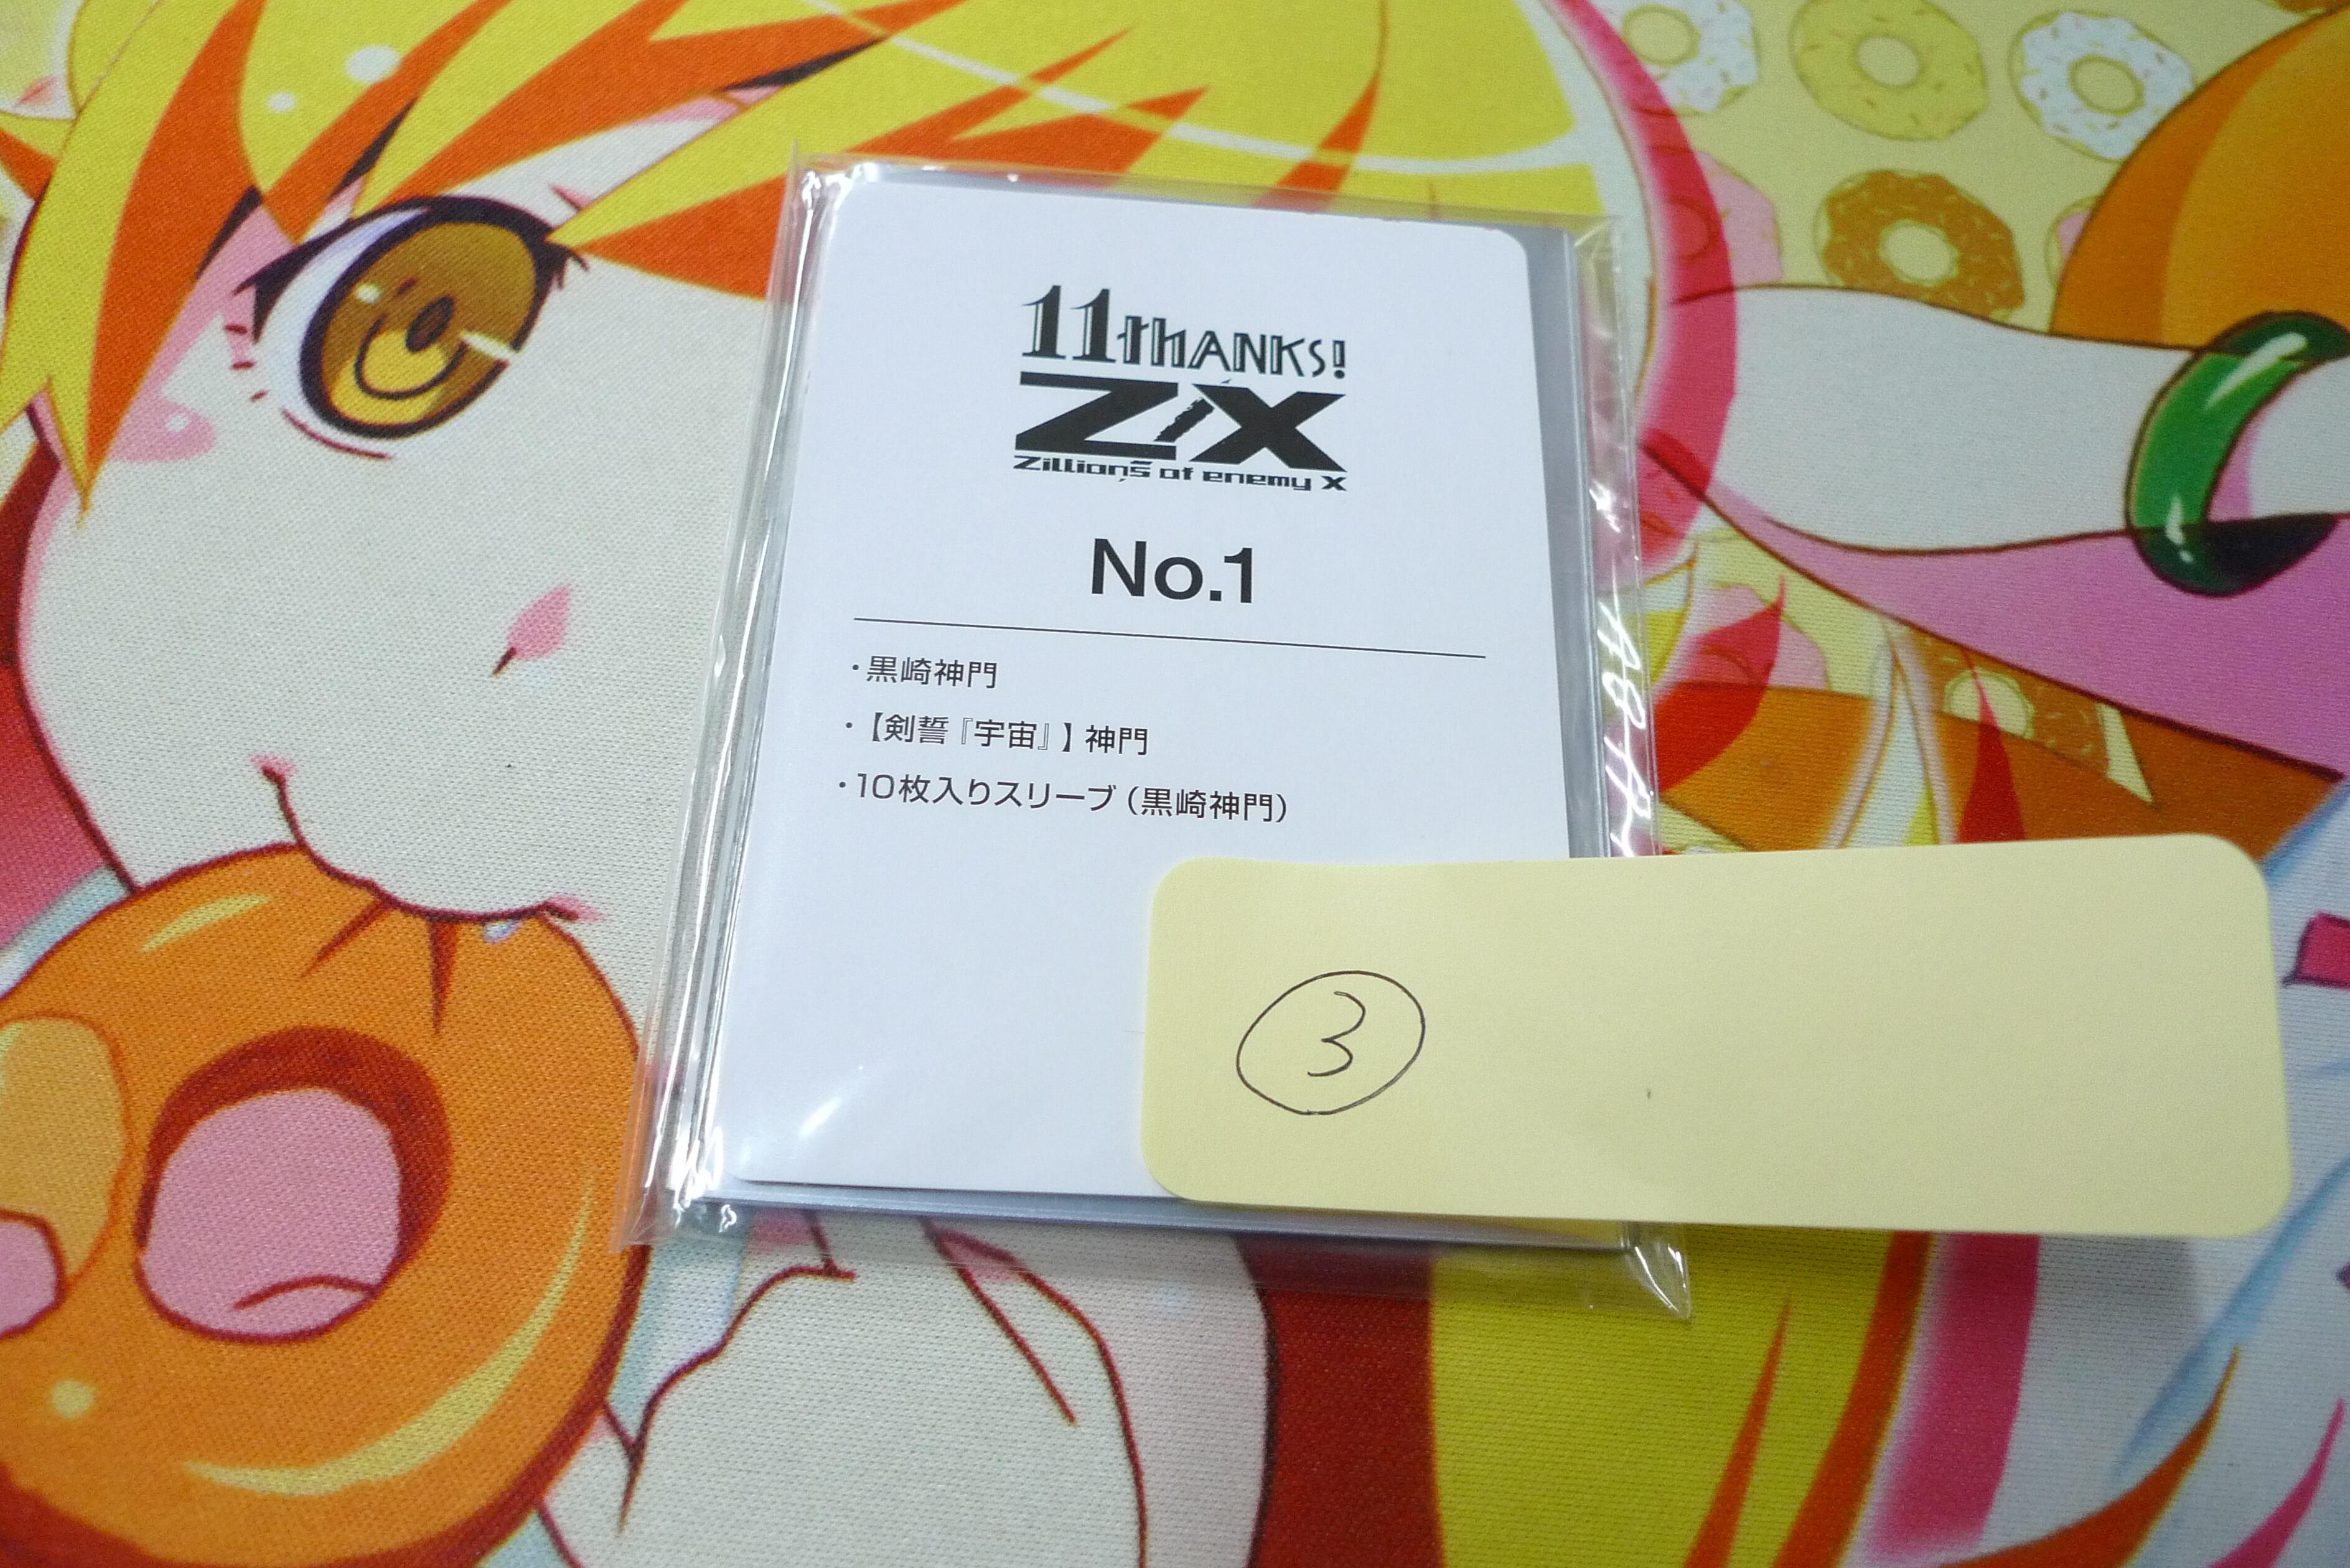 11thANKS!
Z/X
Zillions of enemy X
No.1
・黒崎神門
・【剣誓『宇宙』】神門
・10枚入りスリーブ（黒崎神門）
③